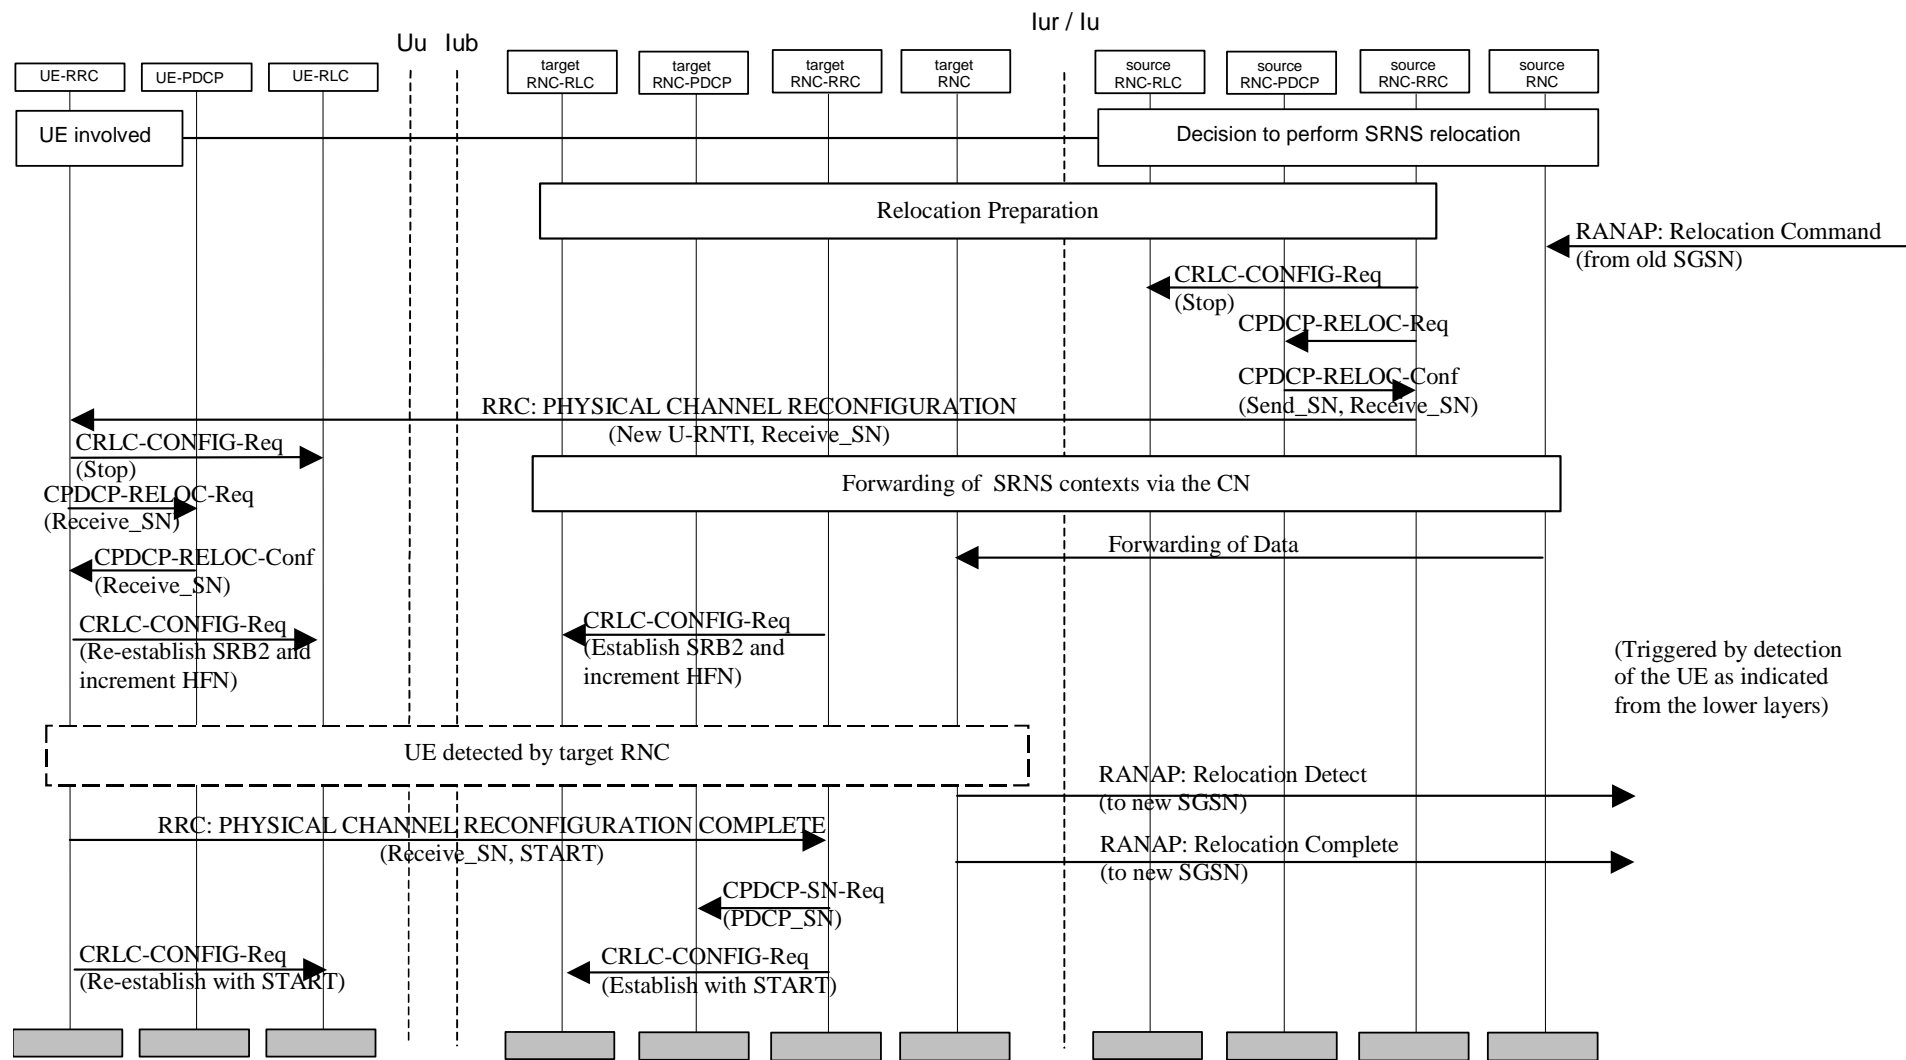 Iur / Iu
Uu Iub
UE-RRC
UE-PDCP
UE-RLC
target
RNC-RLC
target
RNC-PDCP
target
RNC-RRC
target
RNC
source
RNC-RLC
source
RNC-PDCP
source
RNC-RRC
source
RNC
UE involved
Decision to perform SRNS relocation
Relocation Preparation
RANAP: Relocation Command
(from old SGSN)
CRLC-CONFIG-Req
(Stop)
CPDCP-RELOC-Req
CPDCP-RELOC-Conf
(Send_SN, Receive_SN)
RRC: PHYSICAL CHANNEL RECONFIGURATION
(New U-RNTI, Receive_SN)
CRLC-CONFIG-Req
(Stop)
Forwarding of SRNS contexts via the CN
CPDCP-RELOC-Req
(Receive_SN)
Forwarding of Data
CPDCP-RELOC-Conf
(Receive_SN)
CRLC-CONFIG-Req
(Re-establish SRB2 and
increment HFN)
CRLC-CONFIG-Req
(Establish SRB2 and
increment HFN)
(Triggered by detection
of the UE as indicated
from the lower layers)
UE detected by target RNC
RANAP: Relocation Detect
(to new SGSN)
RRC: PHYSICAL CHANNEL RECONFIGURATION COMPLETE
(Receive_SN, START)
RANAP: Relocation Complete
(to new SGSN)
CPDCP-SN-Req
(PDCP_SN)
CRLC-CONFIG-Req
(Re-establish with START)
CRLC-CONFIG-Req
(Establish with START)